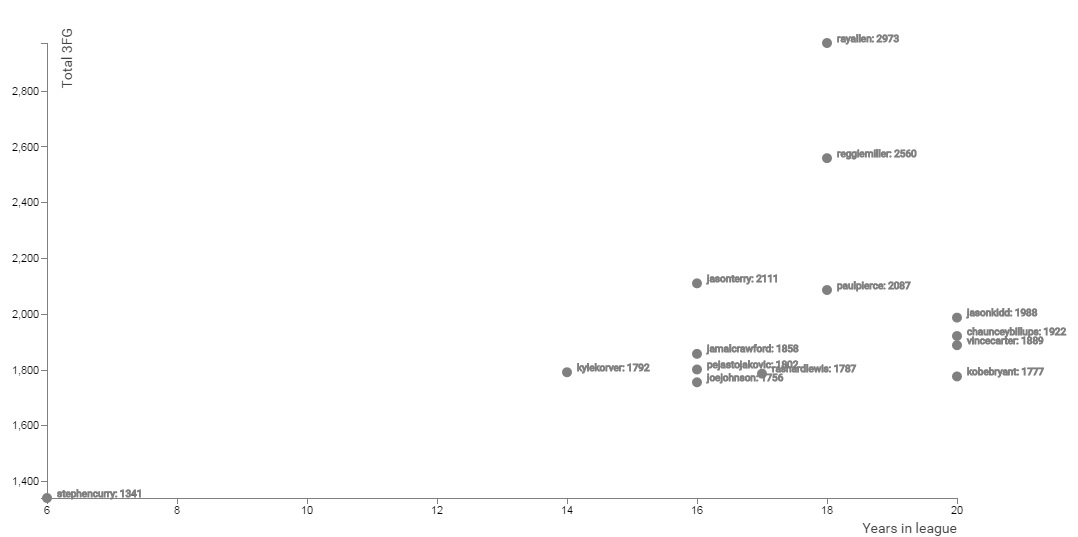 Total 3FG
rayallen: 2973
2,800
2,600
reggiemiller: 2560
2,400
2,200
jasonterry: 2111
paulpierce: 2087
2,000
jasonkidd: 1988
chaunceybillups: 1922
vincecarter: 1889
jamalcrawford: 1858
1,800
kylekorver: 1792
pejastojakovic: 1802
rashardlewis: 1787
joejohnson: 1756
kobebryant: 1777
1,600
1,400
stephencurry: 1341
6 8 10 12 14 16 18 20
Years in league